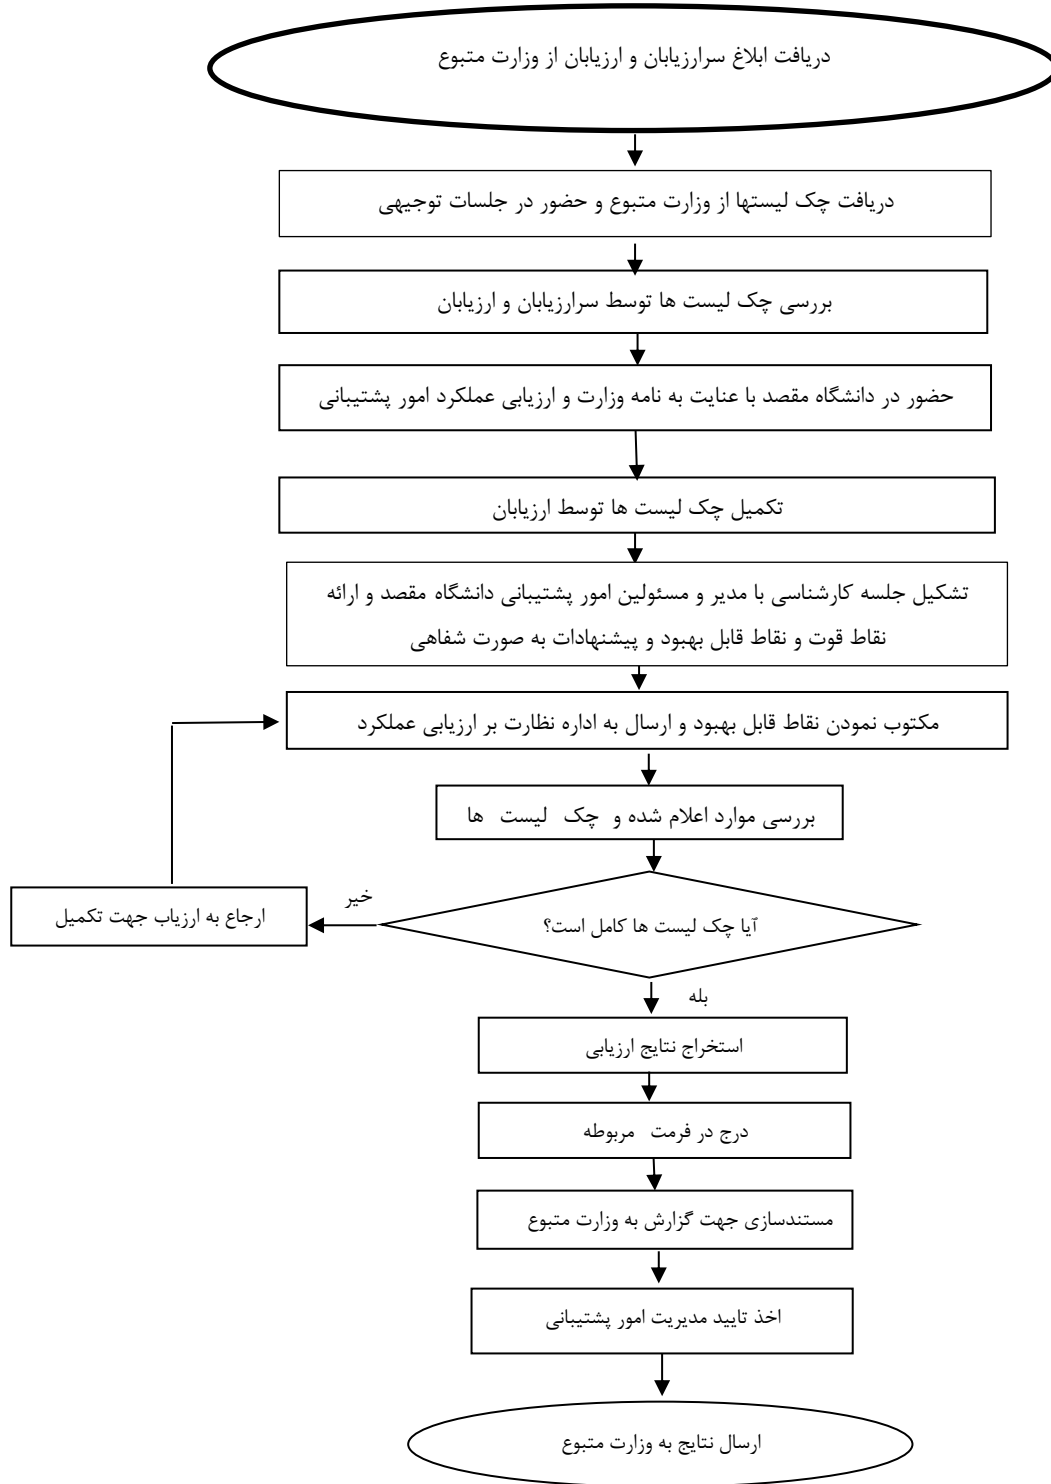 دریافت ابلاغ سرارزیابان و ارزیابان از وزارت متبوع
دریافت چک لیستها از وزارت متبوع و حضور در جلسات توجیهی
بررسی چک لیست ها توسط سرارزیابان و ارزیابان
حضور در دانشگاه مقصد با عنایت به نامه وزارت و ارزیابی عملکرد امور پشتیبانی
تکمیل چک لیست ها توسط ارزیابان
تشکیل جلسه کارشناسی با مدیر و مسئولین امور پشتیبانی دانشگاه مقصد و ارائه
نقاط قوت و نقاط قابل بهبود و پیشنهادات به صورت شفاهی
مکتوب نمودن نقاط قابل بهبود و ارسال به اداره نظارت بر ارزیابی عملکرد
بررسی موارد اعلام شده و چک لیست ها
آیا چک لیست ها کامل است؟
خیر
ارجاع به ارزیاب جهت تکمیل
بله
استخراج نتایج ارزیابی
درج در فرمت مربوطه
مستندسازی جهت گزارش به وزارت متبوع
اخذ تایید مدیریت امور پشتیبانی
ارسال نتایج به وزارت متبوع